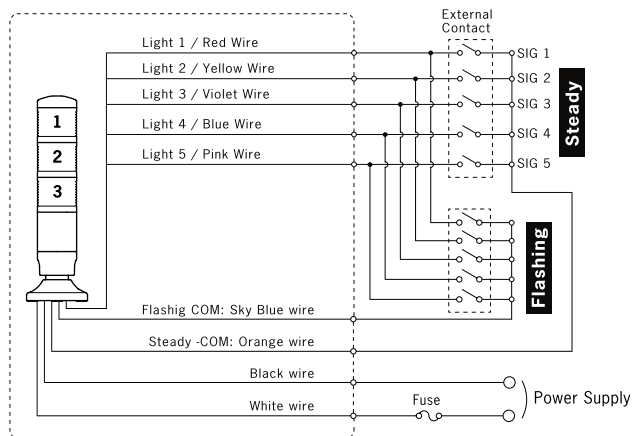 External
Contact
Light 1 / Red Wire
SIG 1
Light 2 / Yellow Wire
SIG 2
Light 3 / Violet Wire
SIG 3
Light 4 / Blue Wire
SIG 4
Light 5 / Pink Wire
SIG 5
Steady
1
2
3
Flashing
Flashig COM: Sky Blue wire
Steady -COM: Orange wire
Black wire
White wire
Fuse
Power Supply